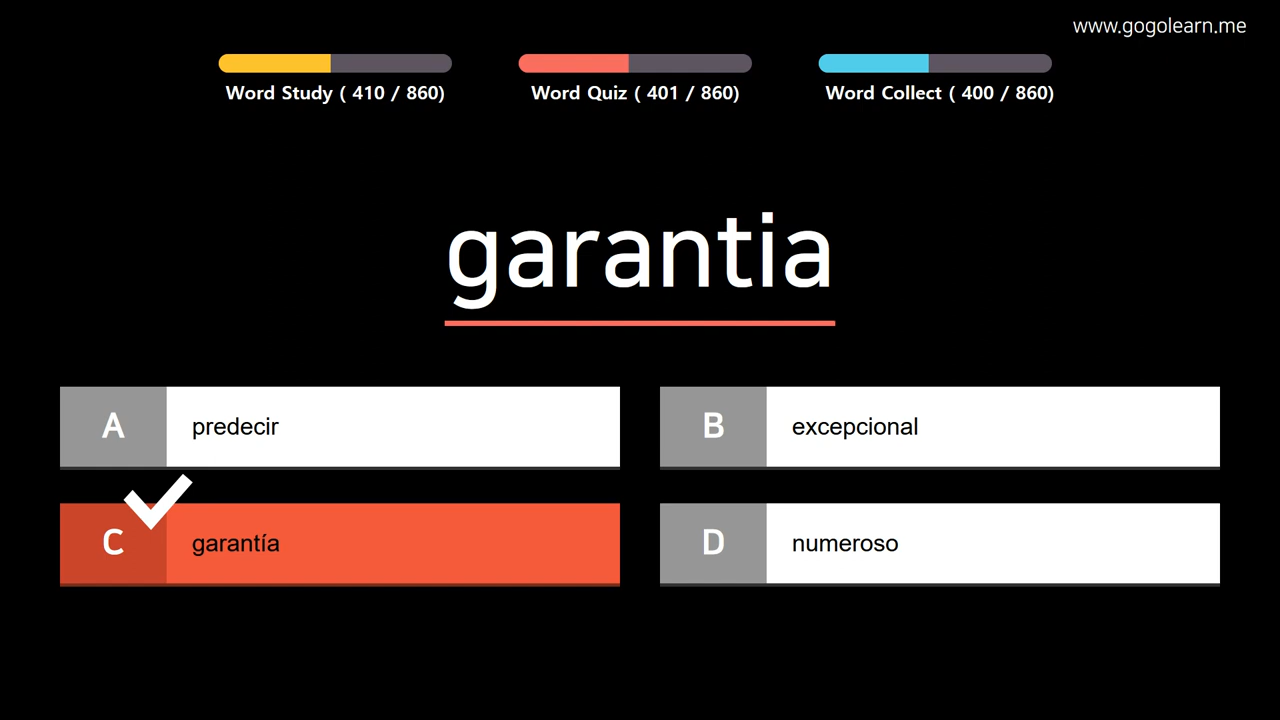 www.gogolearn.me
Word Study ( 410 / 860)
Word Quiz ( 401 / 860)
Word Collect ( 400 / 860)
garantia
A predecir
B excepcional
C garantía
D numeroso